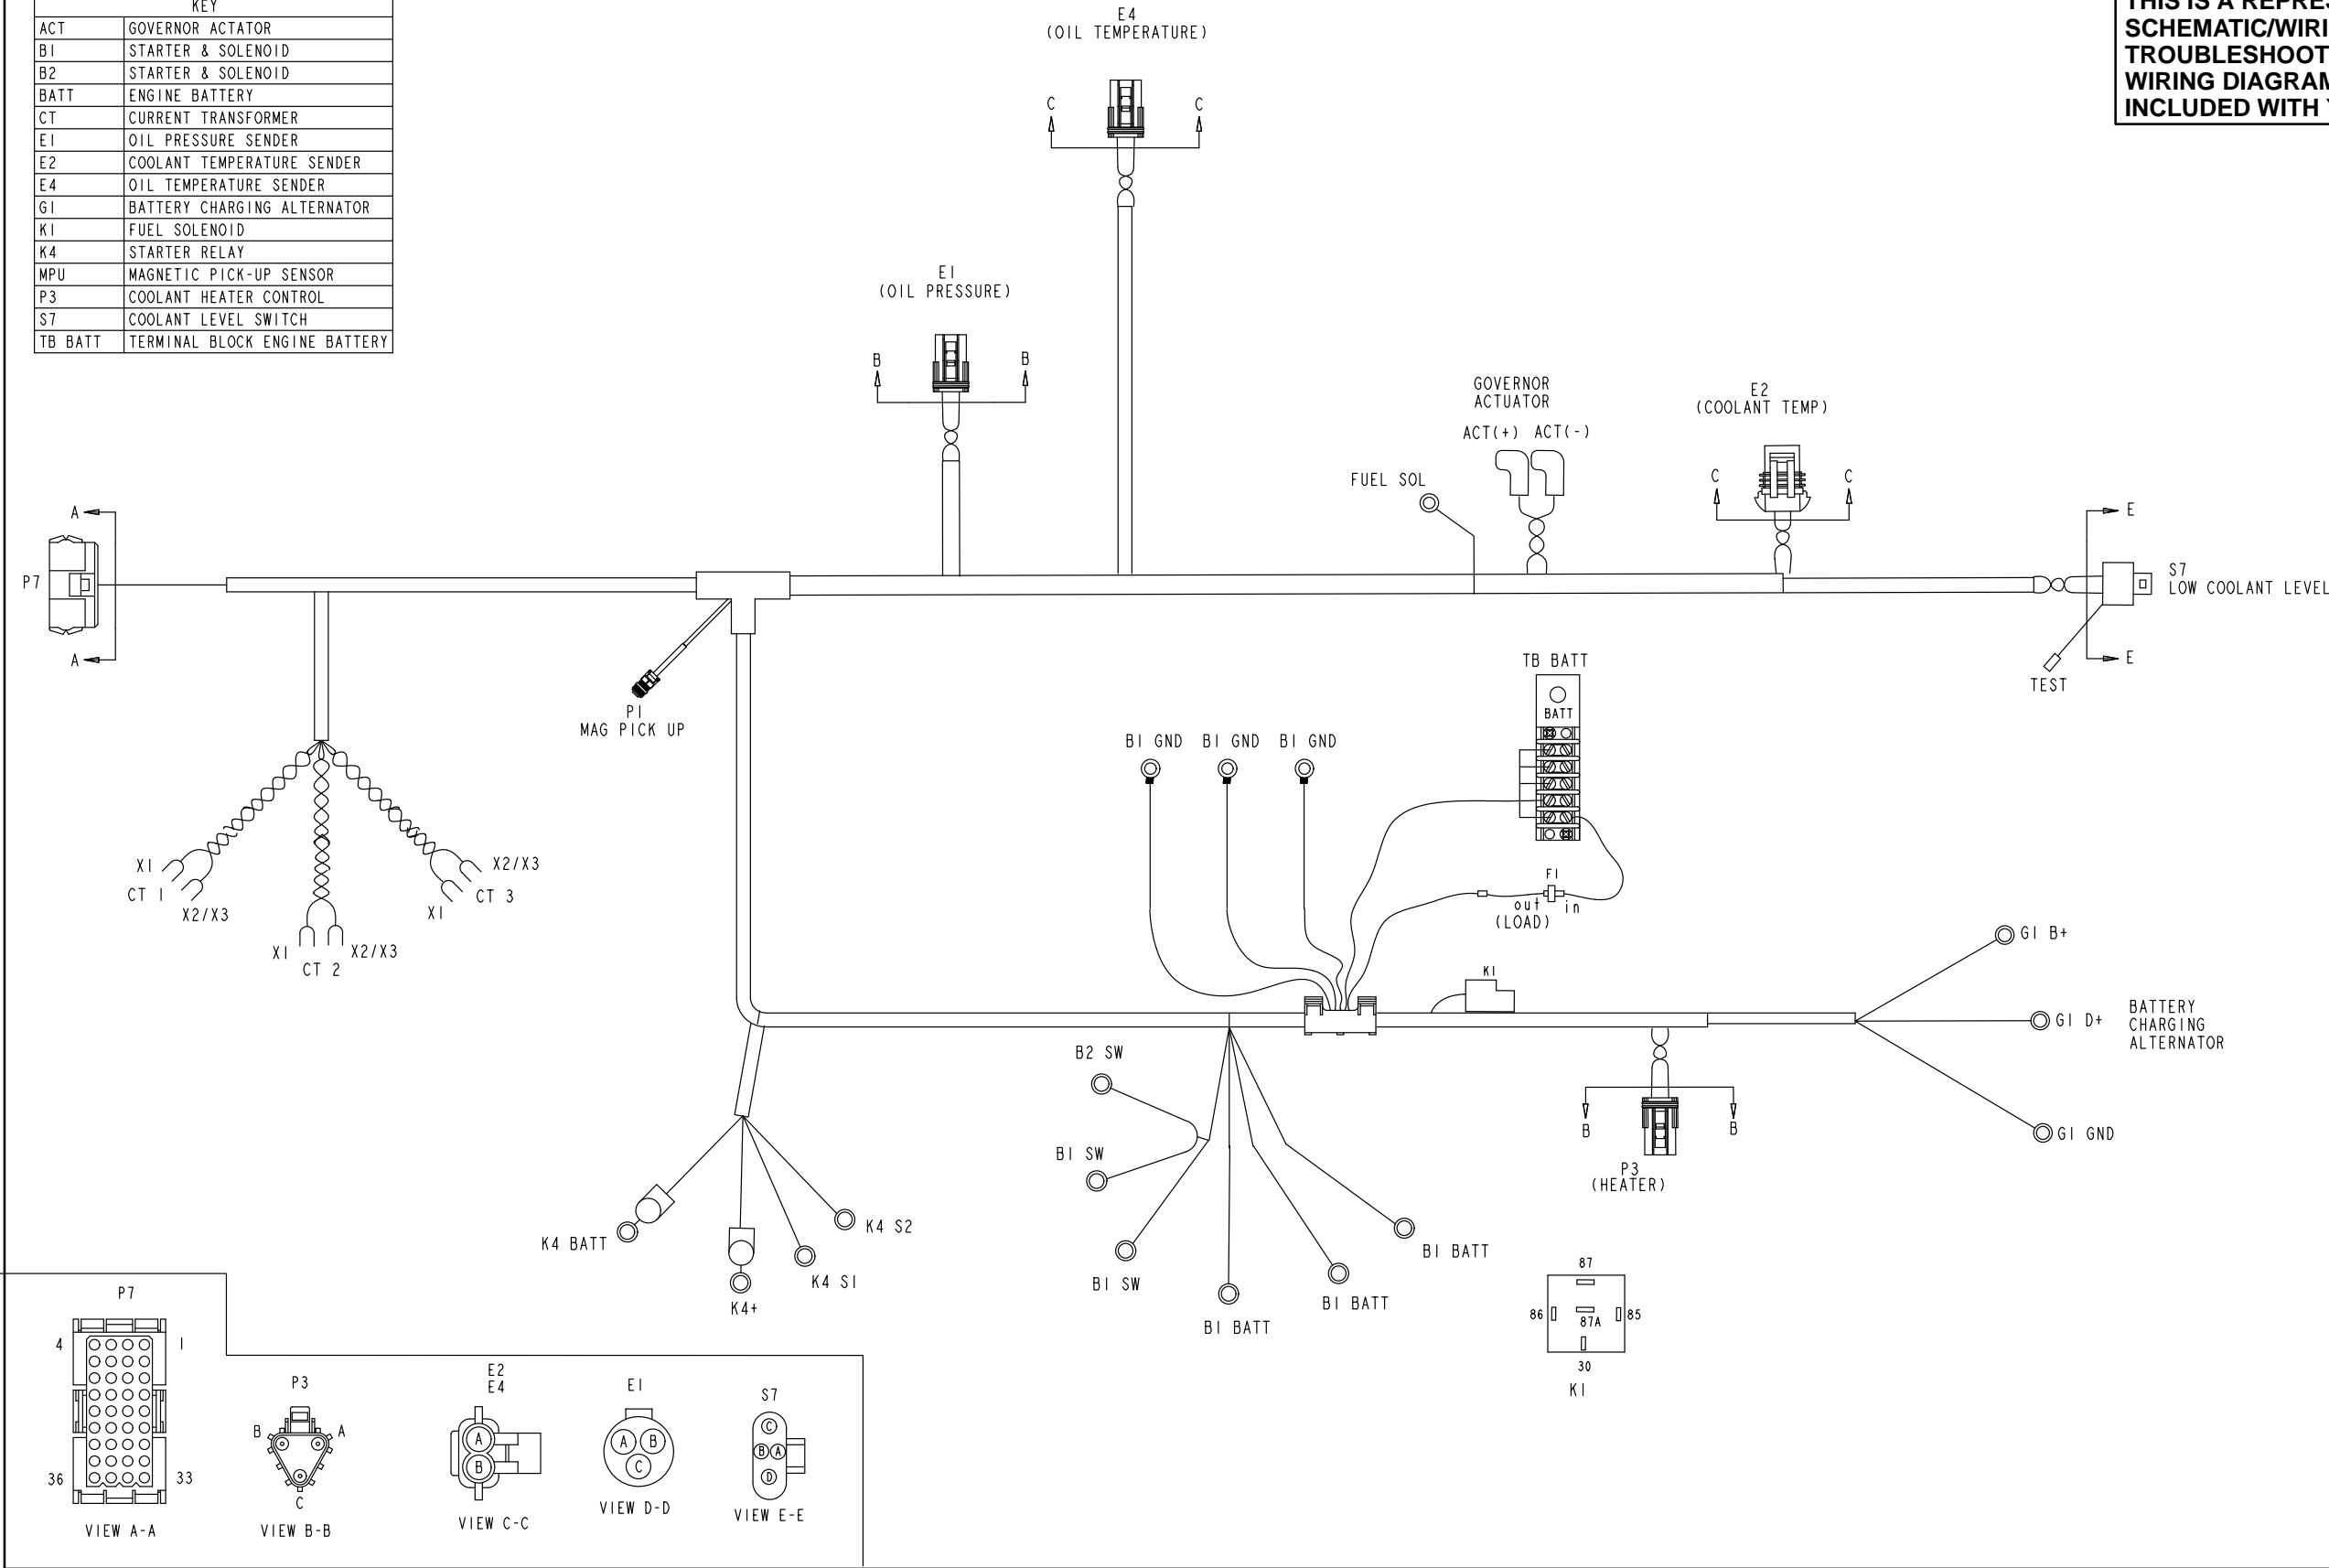 KEY
ACT GOVERNOR ACTATOR
B1 STARTER & SOLENOID
B2 STARTER & SOLENOID
BATT ENGINE BATTERY
CT CURRENT TRANSFORMER
E1 OIL PRESSURE SENDER
E2 COOLANT TEMPERATURE SENDER
E4 OIL TEMPERATURE SENDER
G1 BATTERY CHARGING ALTERNATOR
K1 FUEL SOLENOID
K4 STARTER RELAY
MPU MAGNETIC PICK-UP SENSOR
P3 COOLANT HEATER CONTROL
S7 COOLANT LEVEL SWITCH
TB BATT TERMINAL BLOCK ENGINE BATTERY
THIS IS A REPRES
SCHEMATIC/WIRI
TROUBLESHOOT
WIRING DIAGRAM
INCLUDED WITH Y
E4
(OIL TEMPERATURE)
C C
E1
(OIL PRESSURE)
B B
GOVERNOR
ACTUATOR
ACT(+) ACT(-)
E2
(COOLANT TEMP)
C C
FUEL SOL
A
P7
A
E
S7
LOW COOLANT LEVEL
E
TEST
P1
MAG PICK UP
TB BATT
BATT
B1 GND B1 GND B1 GND
X1
CT 1
X2/X3
X1
CT 2
X2/X3
X2/X3
CT 3
X1
F1
out in
(LOAD)
G1 B+
K1
G1 D+
BATTERY
CHARGING
ALTERNATOR
G1 GND
B2 SW
B1 SW
B1 SW
B1 BATT
B1 BATT
B1 BATT
B B
P3
(HEATER)
K4 BATT
K4+
K4 S1
K4 S2
87
86 87A 85
30
K1
P7
4 1
36 33
VIEW A-A
P3
B A
C
VIEW B-B
E2
E4
A
B
VIEW C-C
E1
A B
C
VIEW D-D
S7
C
B A
D
VIEW E-E